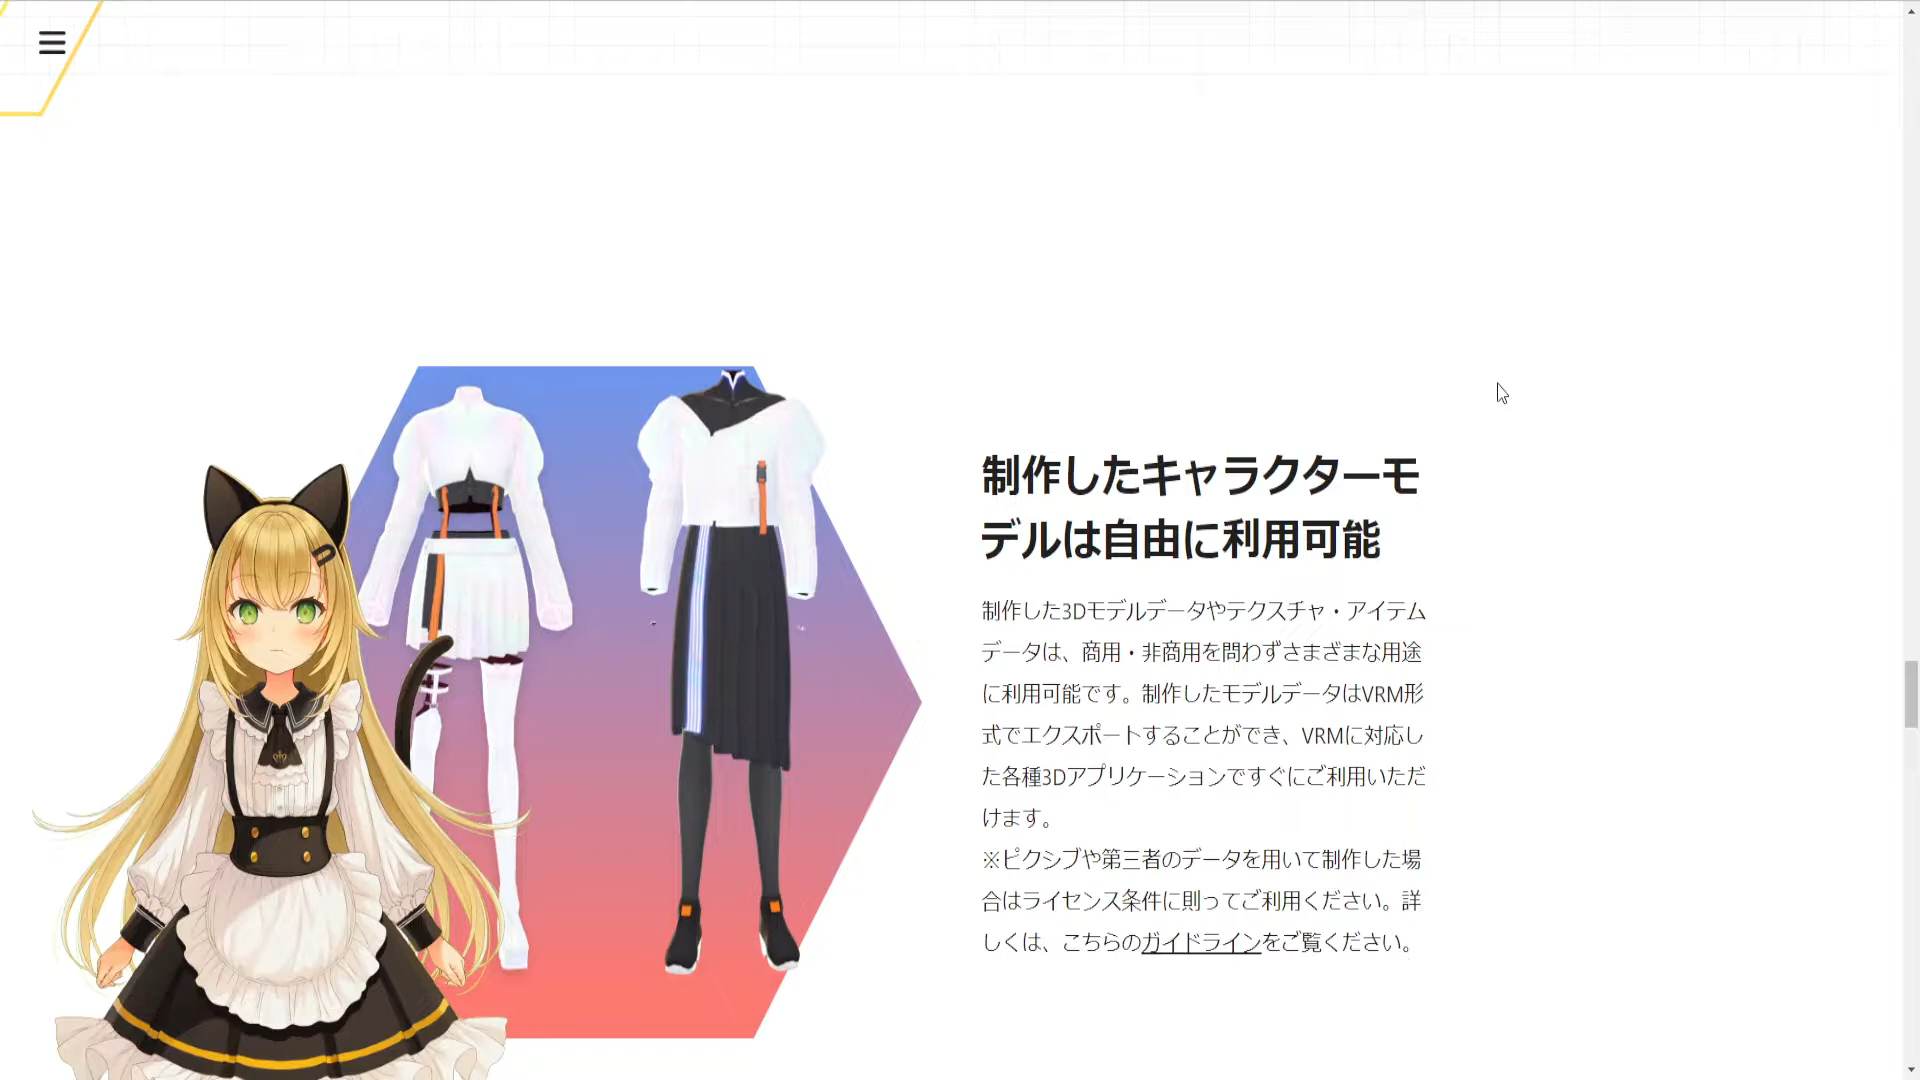 制作したキャラクターモ
デルは自由に利用可能
制作した3Dモデルデータやテクスチャ・アイテム
データは、商用・非商用を問わずさまざまな用途
に利用可能です。制作したモデルデータはVRM形
式でエクスポートすることができ、VRMに対応し
た各種3Dアプリケーションですぐにご利用いただ
けます。
※ピクシブや第三者のデータを用いて制作した場
合はライセンス条件に則ってご利用ください。詳
しくは、こちらのガイドラインをご覧ください。